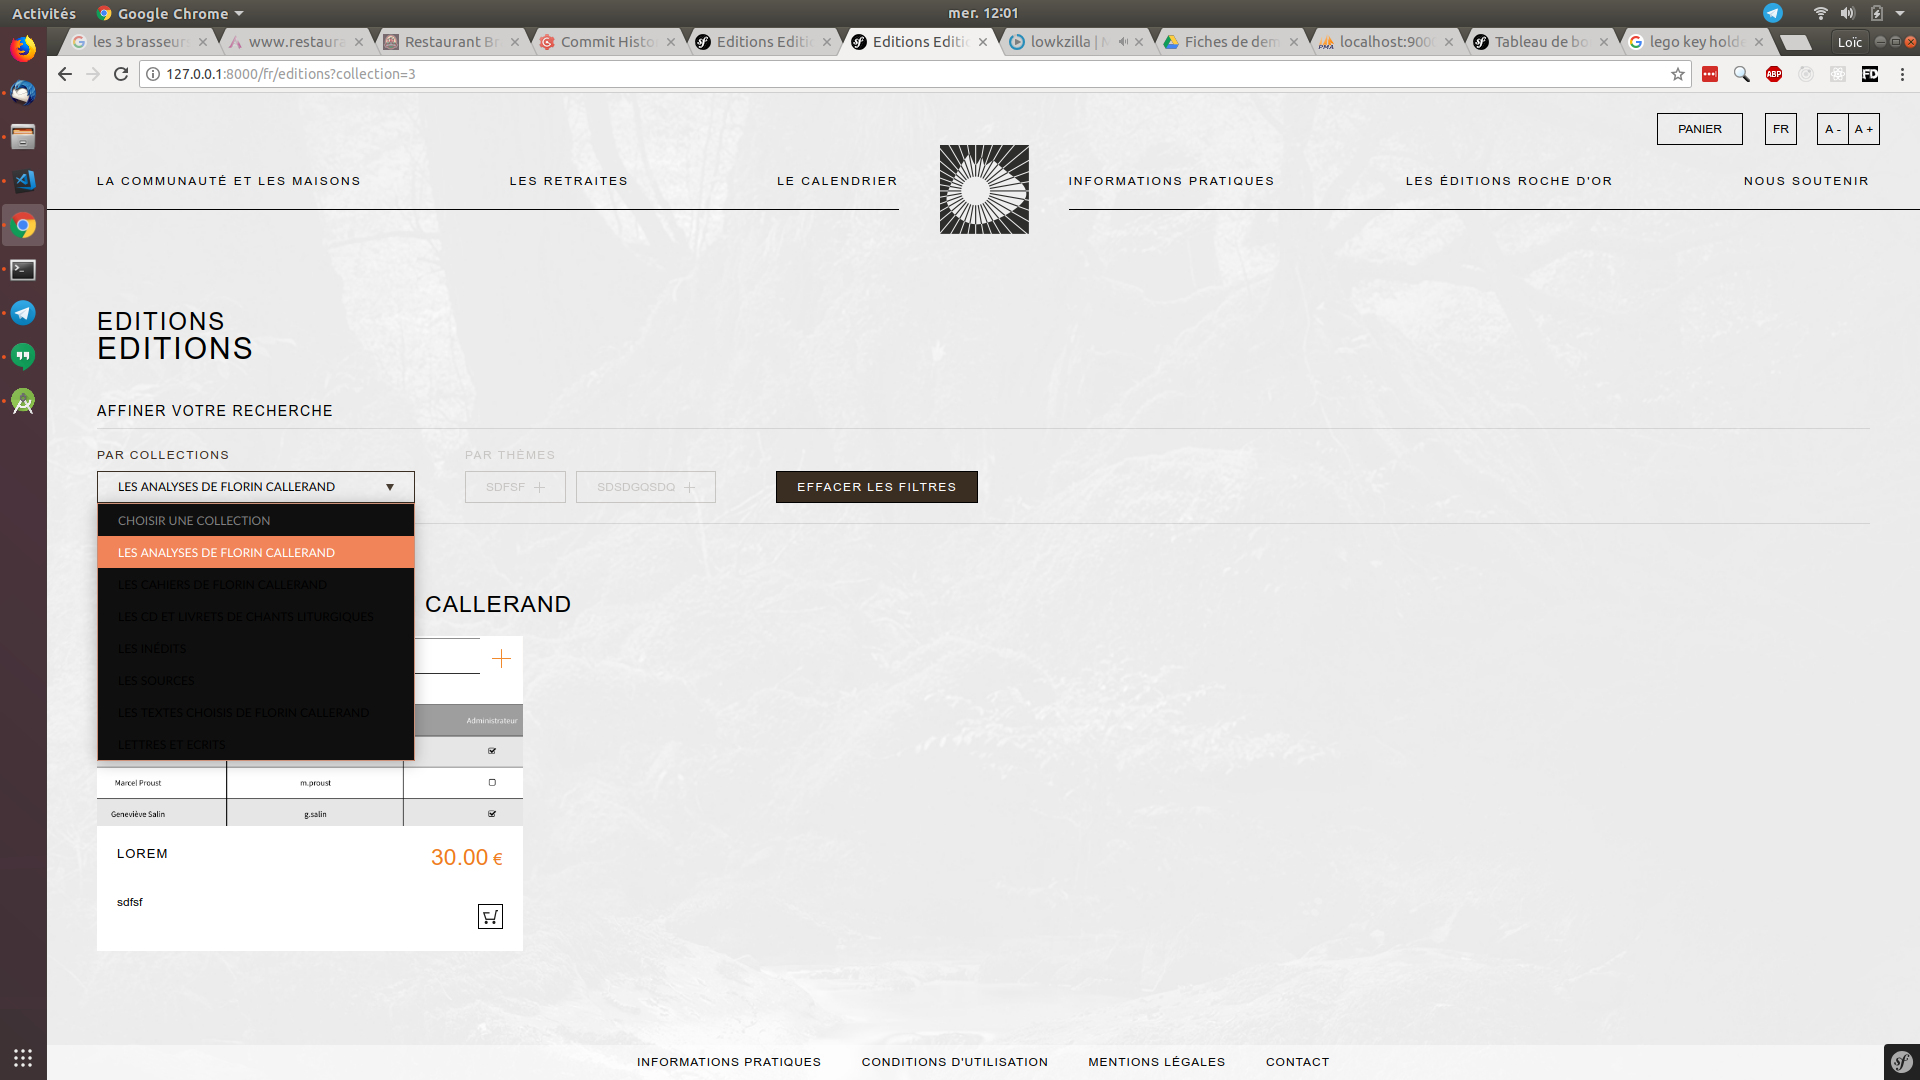 Activités
Google Chrome
mer. 12:01
les 3 brasseurs
www.restaura
Restaurant Br
Commit Histo
Editions Editi
Editions Editi
lowkzilla |
Fiches de dem
localhost:900
Tableau de bo
lego key holde
Loïc
127.0.0.1:8000/fr/editions?collection=3
ABP
FD
PANIER
FR
A -
A +
LA COMMUNAUTÉ ET LES MAISONS
LES RETRAITES
LE CALENDRIER
INFORMATIONS PRATIQUES
LES ÉDITIONS ROCHE D'OR
NOUS SOUTENIR
EDITIONS
EDITIONS
AFFINER VOTRE RECHERCHE
PAR COLLECTIONS
PAR THÈMES
LES ANALYSES DE FLORIN CALLERAND
SDFSF
SDSDGQSDQ
EFFACER LES FILTRES
CHOISIR UNE COLLECTION
LES ANALYSES DE FLORIN CALLERAND
LES CAHIERS DE FLORIN CALLERAND
LES CD ET LIVRETS DE CHANTS LITURGIQUES
LES INÉDITS
LES SOURCES
LES TEXTES CHOISIS DE FLORIN CALLERAND
LETTRES ET ECRITS
CALLERAND
Administrateur
Marcel Proust
m.proust
Geneviève Salin
g.salin
LOREM
30.00 €
sdfsf
INFORMATIONS PRATIQUES
CONDITIONS D'UTILISATION
MENTIONS LÉGALES
CONTACT